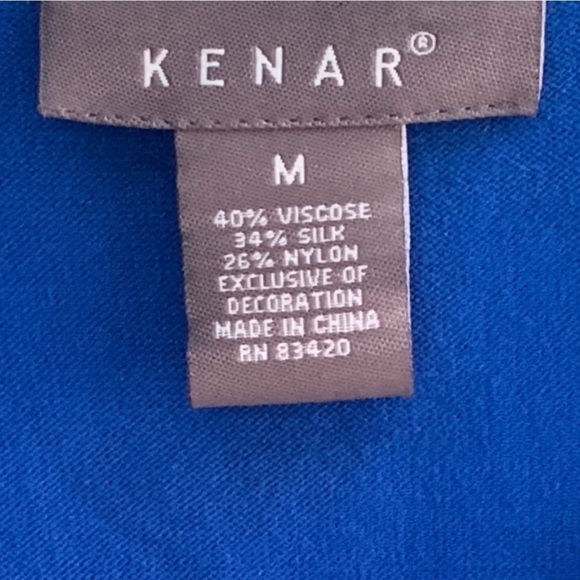 KENAR®
M
40% VISCOSE
34% SILK
26% NYLON
EXCLUSIVE OF
DECORATION
MADE IN CHINA
RN 83420